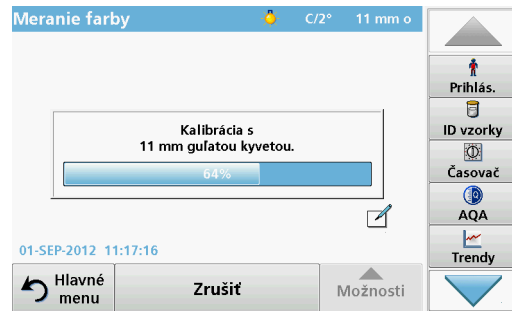 Meranie farby C/2° 11 mm o
Kalibrácia s
11 mm guľatou kyvetou.
64%
01-SEP-2012 11:17:16
Hlavné
menu
Zrušiť
Možnosti
Prihlás.
ID vzorky
Časovač
AQA
Trendy